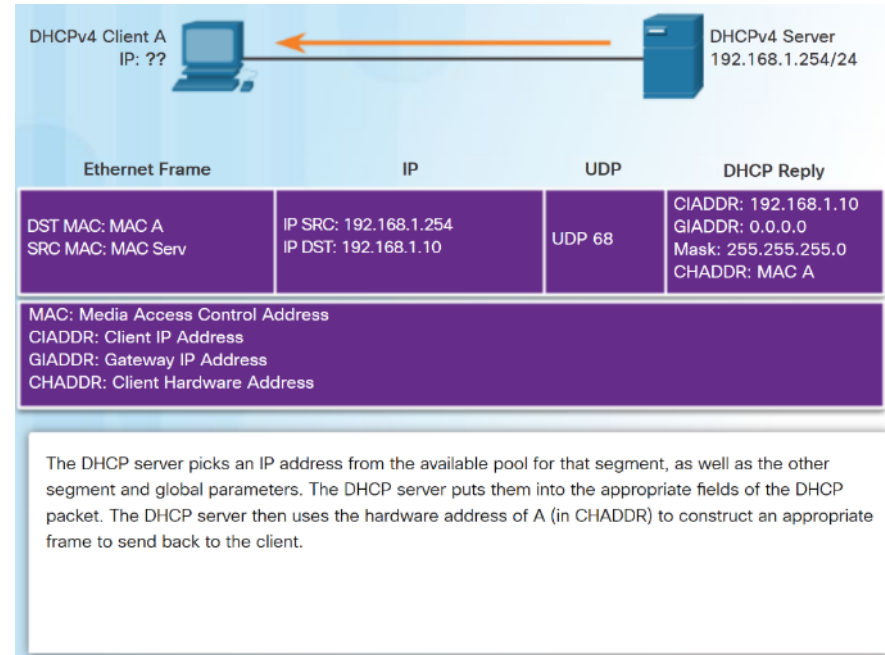 DHCPv4 Client A
IP: ??
DHCPv4 Server
192.168.1.254/24
Ethernet Frame
IP
UDP
DHCP Reply
DST MAC: MAC A
SRC MAC: MAC Serv
IP SRC: 192.168.1.254
IP DST: 192.168.1.10
UDP 68
CIADDR: 192.168.1.10
GIADDR: 0.0.0.0
Mask: 255.255.255.0
CHADDR: MAC A
MAC: Media Access Control Address
CIADDR: Client IP Address
GIADDR: Gateway IP Address
CHADDR: Client Hardware Address
The DHCP server picks an IP address from the available pool for that segment, as well as the other
segment and global parameters. The DHCP server puts them into the appropriate fields of the DHCP
packet. The DHCP server then uses the hardware address of A (in CHADDR) to construct an appropriate
frame to send back to the client.